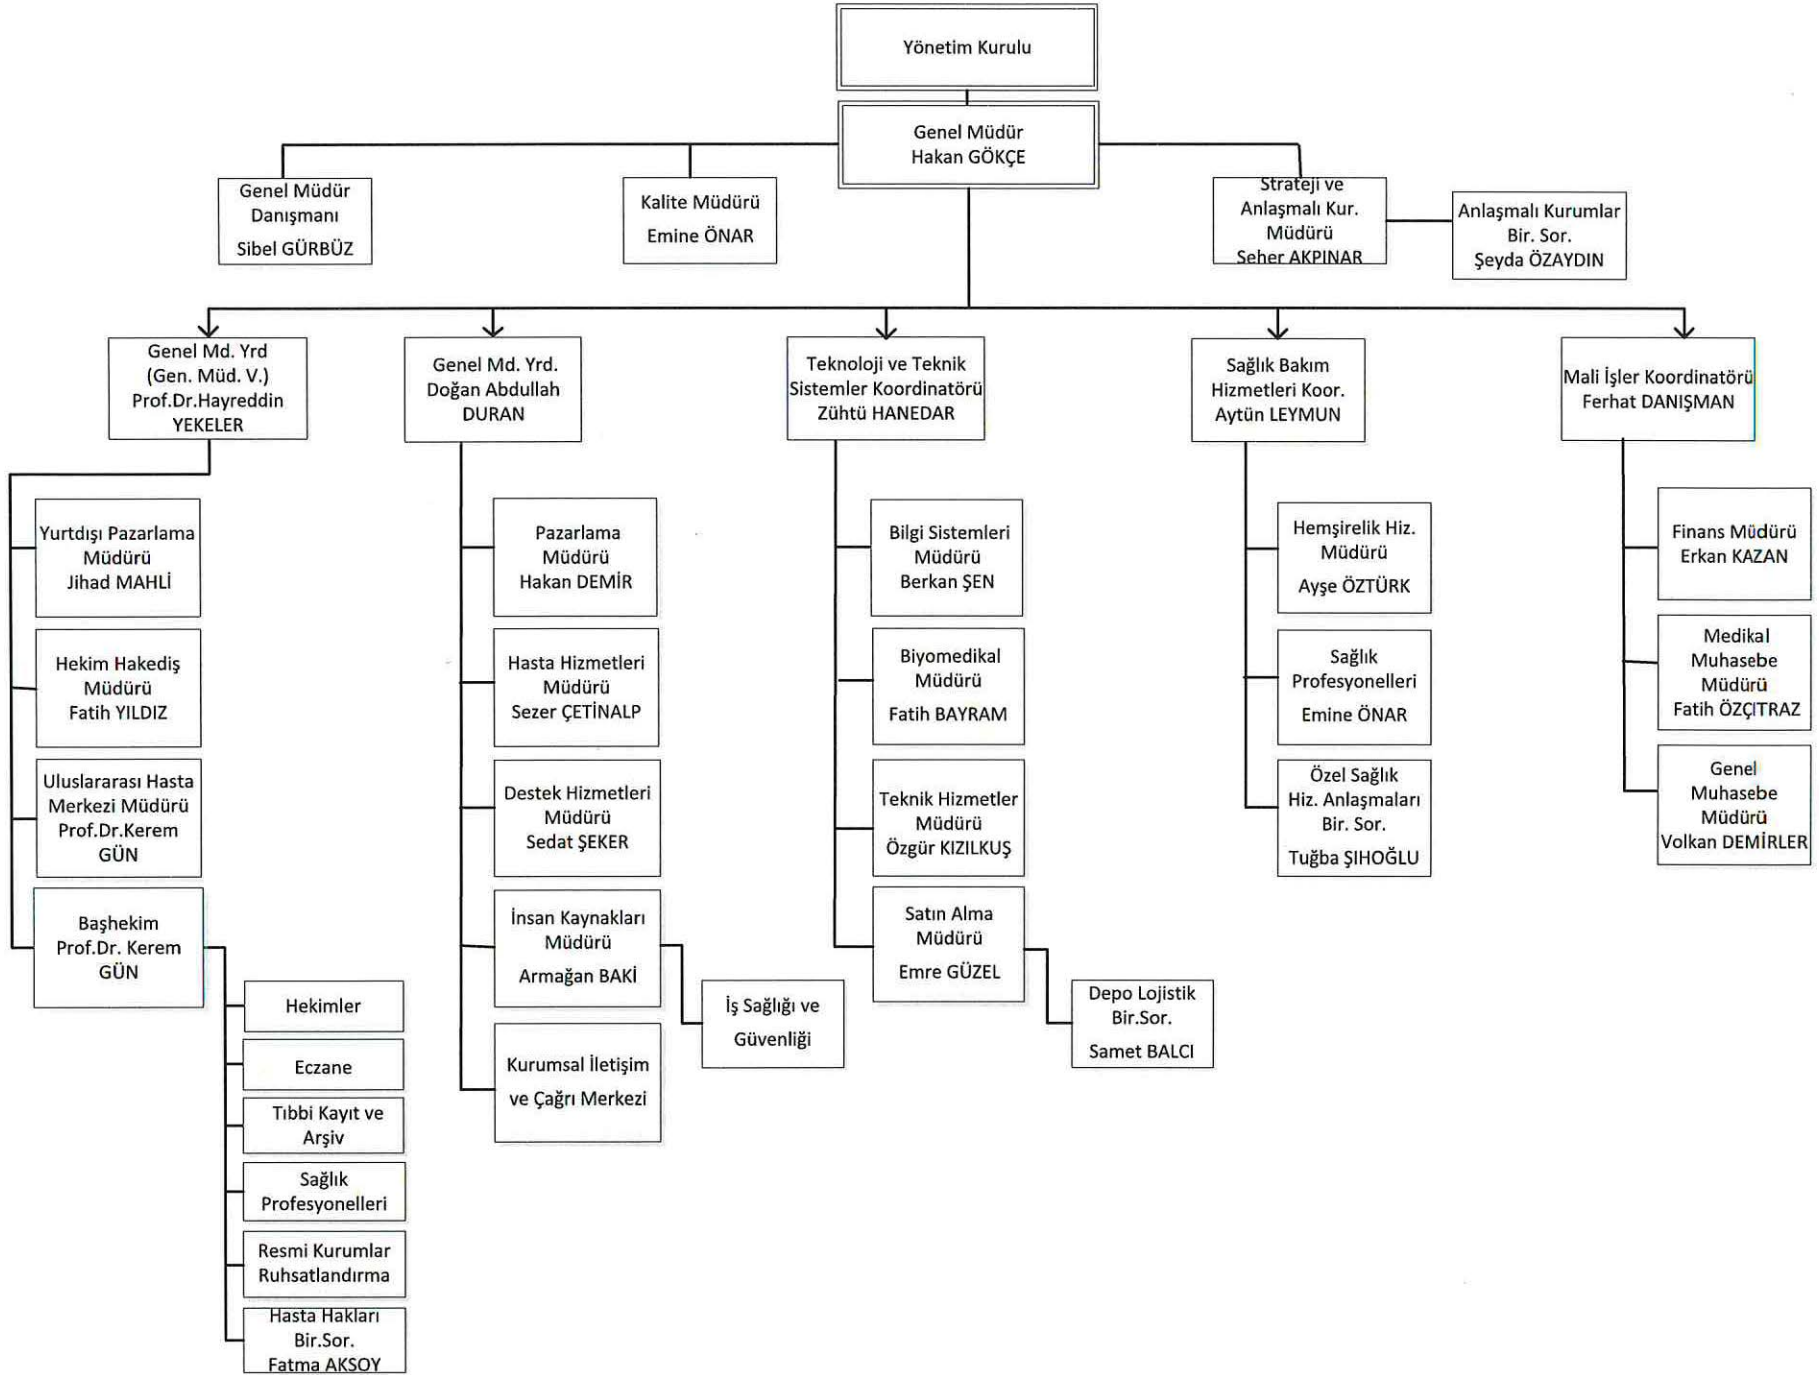 Yönetim Kurulu
Genel Müdür
Hakan GÖKÇE
Genel Müdür
Danışmanı
Sibel GÜRBÜZ
Kalite Müdürü
Emine ÖNAR
Strateji ve
Anlaşmalı Kur.
Müdürü
Seher AKPINAR
Anlaşmalı Kurumlar
Bir. Sor.
Şeyda ÖZAYDIN
Genel Md. Yrd
(Gen. Müd. V.)
Prof.Dr.Hayreddin
YEKELER
Genel Md. Yrd.
Doğan Abdullah
DURAN
Teknoloji ve Teknik
Sistemler Koordinatörü
Zühtü HANEDAR
Sağlık Bakım
Hizmetleri Koor.
Aytün LEYMUN
Mali İşler Koordinatörü
Ferhat DANIŞMAN
Yurtdışı Pazarlama
Müdürü
Jihad MAHLİ
Hekim Hakediş
Müdürü
Fatih YILDIZ
Uluslararası Hasta
Merkezi Müdürü
Prof.Dr.Kerem
GÜN
Başhekim
Prof.Dr. Kerem
GÜN
Hekimler
Eczane
Tıbbi Kayıt ve
Arşiv
Sağlık
Profesyonelleri
Resmi Kurumlar
Ruhsatlandırma
Hasta Hakları
Bir.Sor.
Fatma AKSOY
Pazarlama
Müdürü
Hakan DEMİR
Hasta Hizmetleri
Müdürü
Sezer ÇETİNALP
Destek Hizmetleri
Müdürü
Sedat ŞEKER
İnsan Kaynakları
Müdürü
Armağan BAKİ
İş Sağlığı ve
Güvenliği
Kurumsal İletişim
ve Çağrı Merkezi
Bilgi Sistemleri
Müdürü
Berkan ŞEN
Biyomedikal
Müdürü
Fatih BAYRAM
Teknik Hizmetler
Müdürü
Özgür KIZILKUŞ
Satın Alma
Müdürü
Emre GÜZEL
Depo Lojistik
Bir.Sor.
Samet BALCI
Hemşirelik Hiz.
Müdürü
Ayşe ÖZTÜRK
Sağlık
Profesyonelleri
Emine ÖNAR
Özel Sağlık
Hiz. Anlaşmaları
Bir. Sor.
Tuğba ŞIHOĞLU
Finans Müdürü
Erkan KAZAN
Medikal
Muhasebe
Müdürü
Fatih ÖZÇITRAZ
Genel
Muhasebe
Müdürü
Volkan DEMİRLER